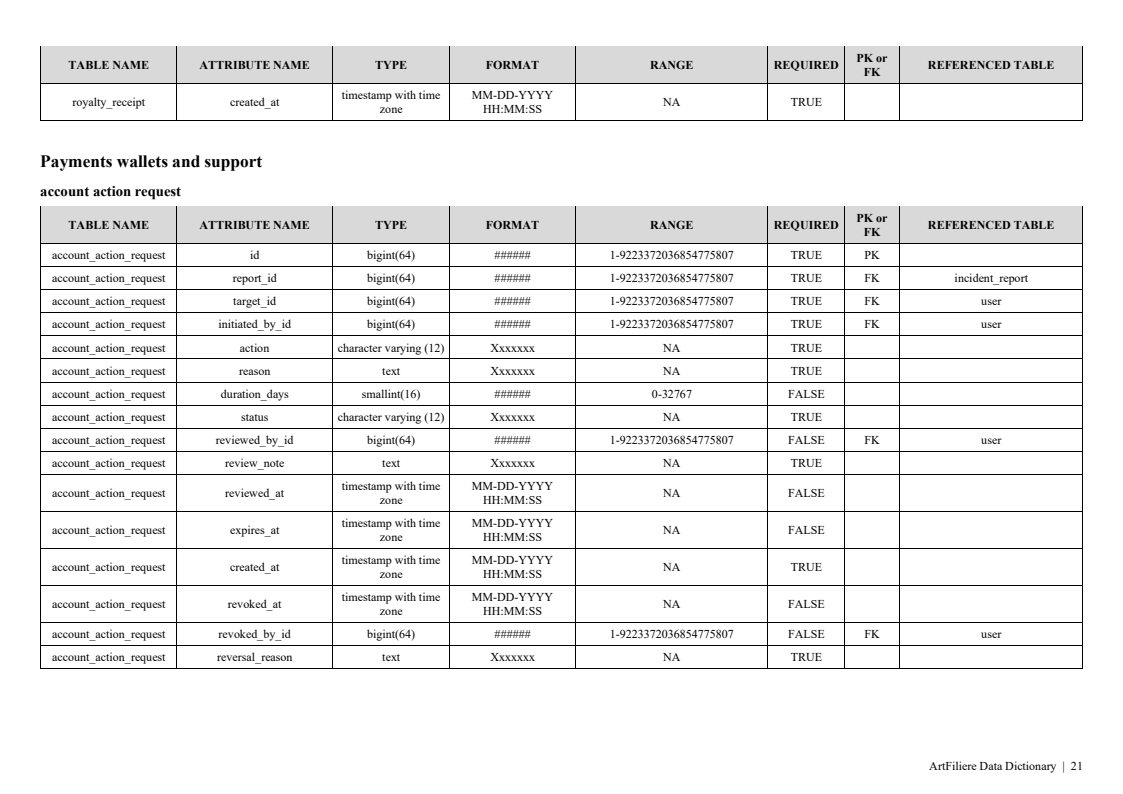 TABLE NAME ATTRIBUTE NAME TYPE FORMAT RANGE REQUIRED PK or FK REFERENCED TABLE
royalty_receipt created_at timestamp with time zone MM-DD-YYYY HH:MM:SS NA TRUE
Payments wallets and support
account action request
TABLE NAME ATTRIBUTE NAME TYPE FORMAT RANGE REQUIRED PK or FK REFERENCED TABLE
account_action_request id bigint(64) ###### 1-9223372036854775807 TRUE PK
account_action_request report_id bigint(64) ###### 1-9223372036854775807 TRUE FK incident_report
account_action_request target_id bigint(64) ###### 1-9223372036854775807 TRUE FK user
account_action_request initiated_by_id bigint(64) ###### 1-9223372036854775807 TRUE FK user
account_action_request action character varying (12) Xxxxxxx NA TRUE
account_action_request reason text Xxxxxxx NA TRUE
account_action_request duration_days smallint(16) ###### 0-32767 FALSE
account_action_request status character varying (12) Xxxxxxx NA TRUE
account_action_request reviewed_by_id bigint(64) ###### 1-9223372036854775807 FALSE FK user
account_action_request review_note text Xxxxxxx NA TRUE
account_action_request reviewed_at timestamp with time zone MM-DD-YYYY HH:MM:SS NA FALSE
account_action_request expires_at timestamp with time zone MM-DD-YYYY HH:MM:SS NA FALSE
account_action_request created_at timestamp with time zone MM-DD-YYYY HH:MM:SS NA TRUE
account_action_request revoked_at timestamp with time zone MM-DD-YYYY HH:MM:SS NA FALSE
account_action_request revoked_by_id bigint(64) ###### 1-9223372036854775807 FALSE FK user
account_action_request reversal_reason text Xxxxxxx NA TRUE
ArtFiliere Data Dictionary | 21